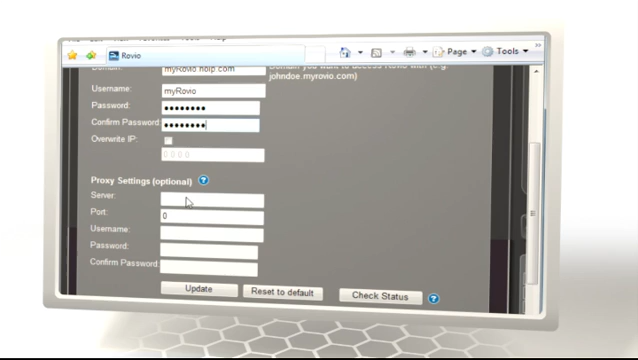 Rovio
Page
Tools
Domain:
myRovio.noip.com
Domain you want to access Rovio with (e.g.
johndoe.myrovio.com)
Username:
myRovio
Password:
Confirm Password:
Overwrite IP:
0 0 0 0
Proxy Settings (optional)
Server:
Port:
0
Username:
Password:
Confirm Password:
Update
Reset to default
Check Status